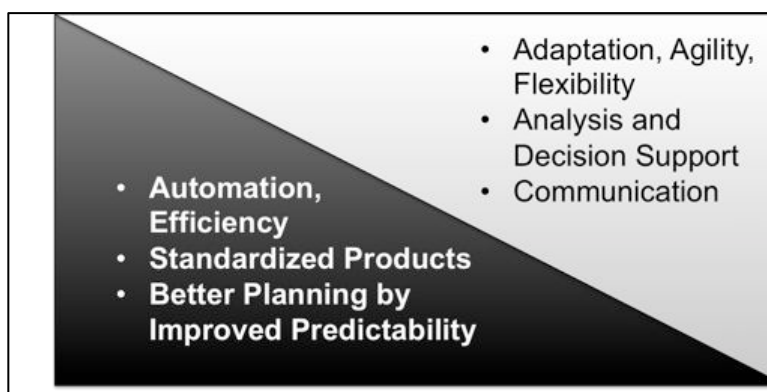 • Adaptation, Agility,
Flexibility
• Analysis and
Decision Support
• Communication
• Automation,
Efficiency
• Standardized Products
• Better Planning by
Improved Predictability